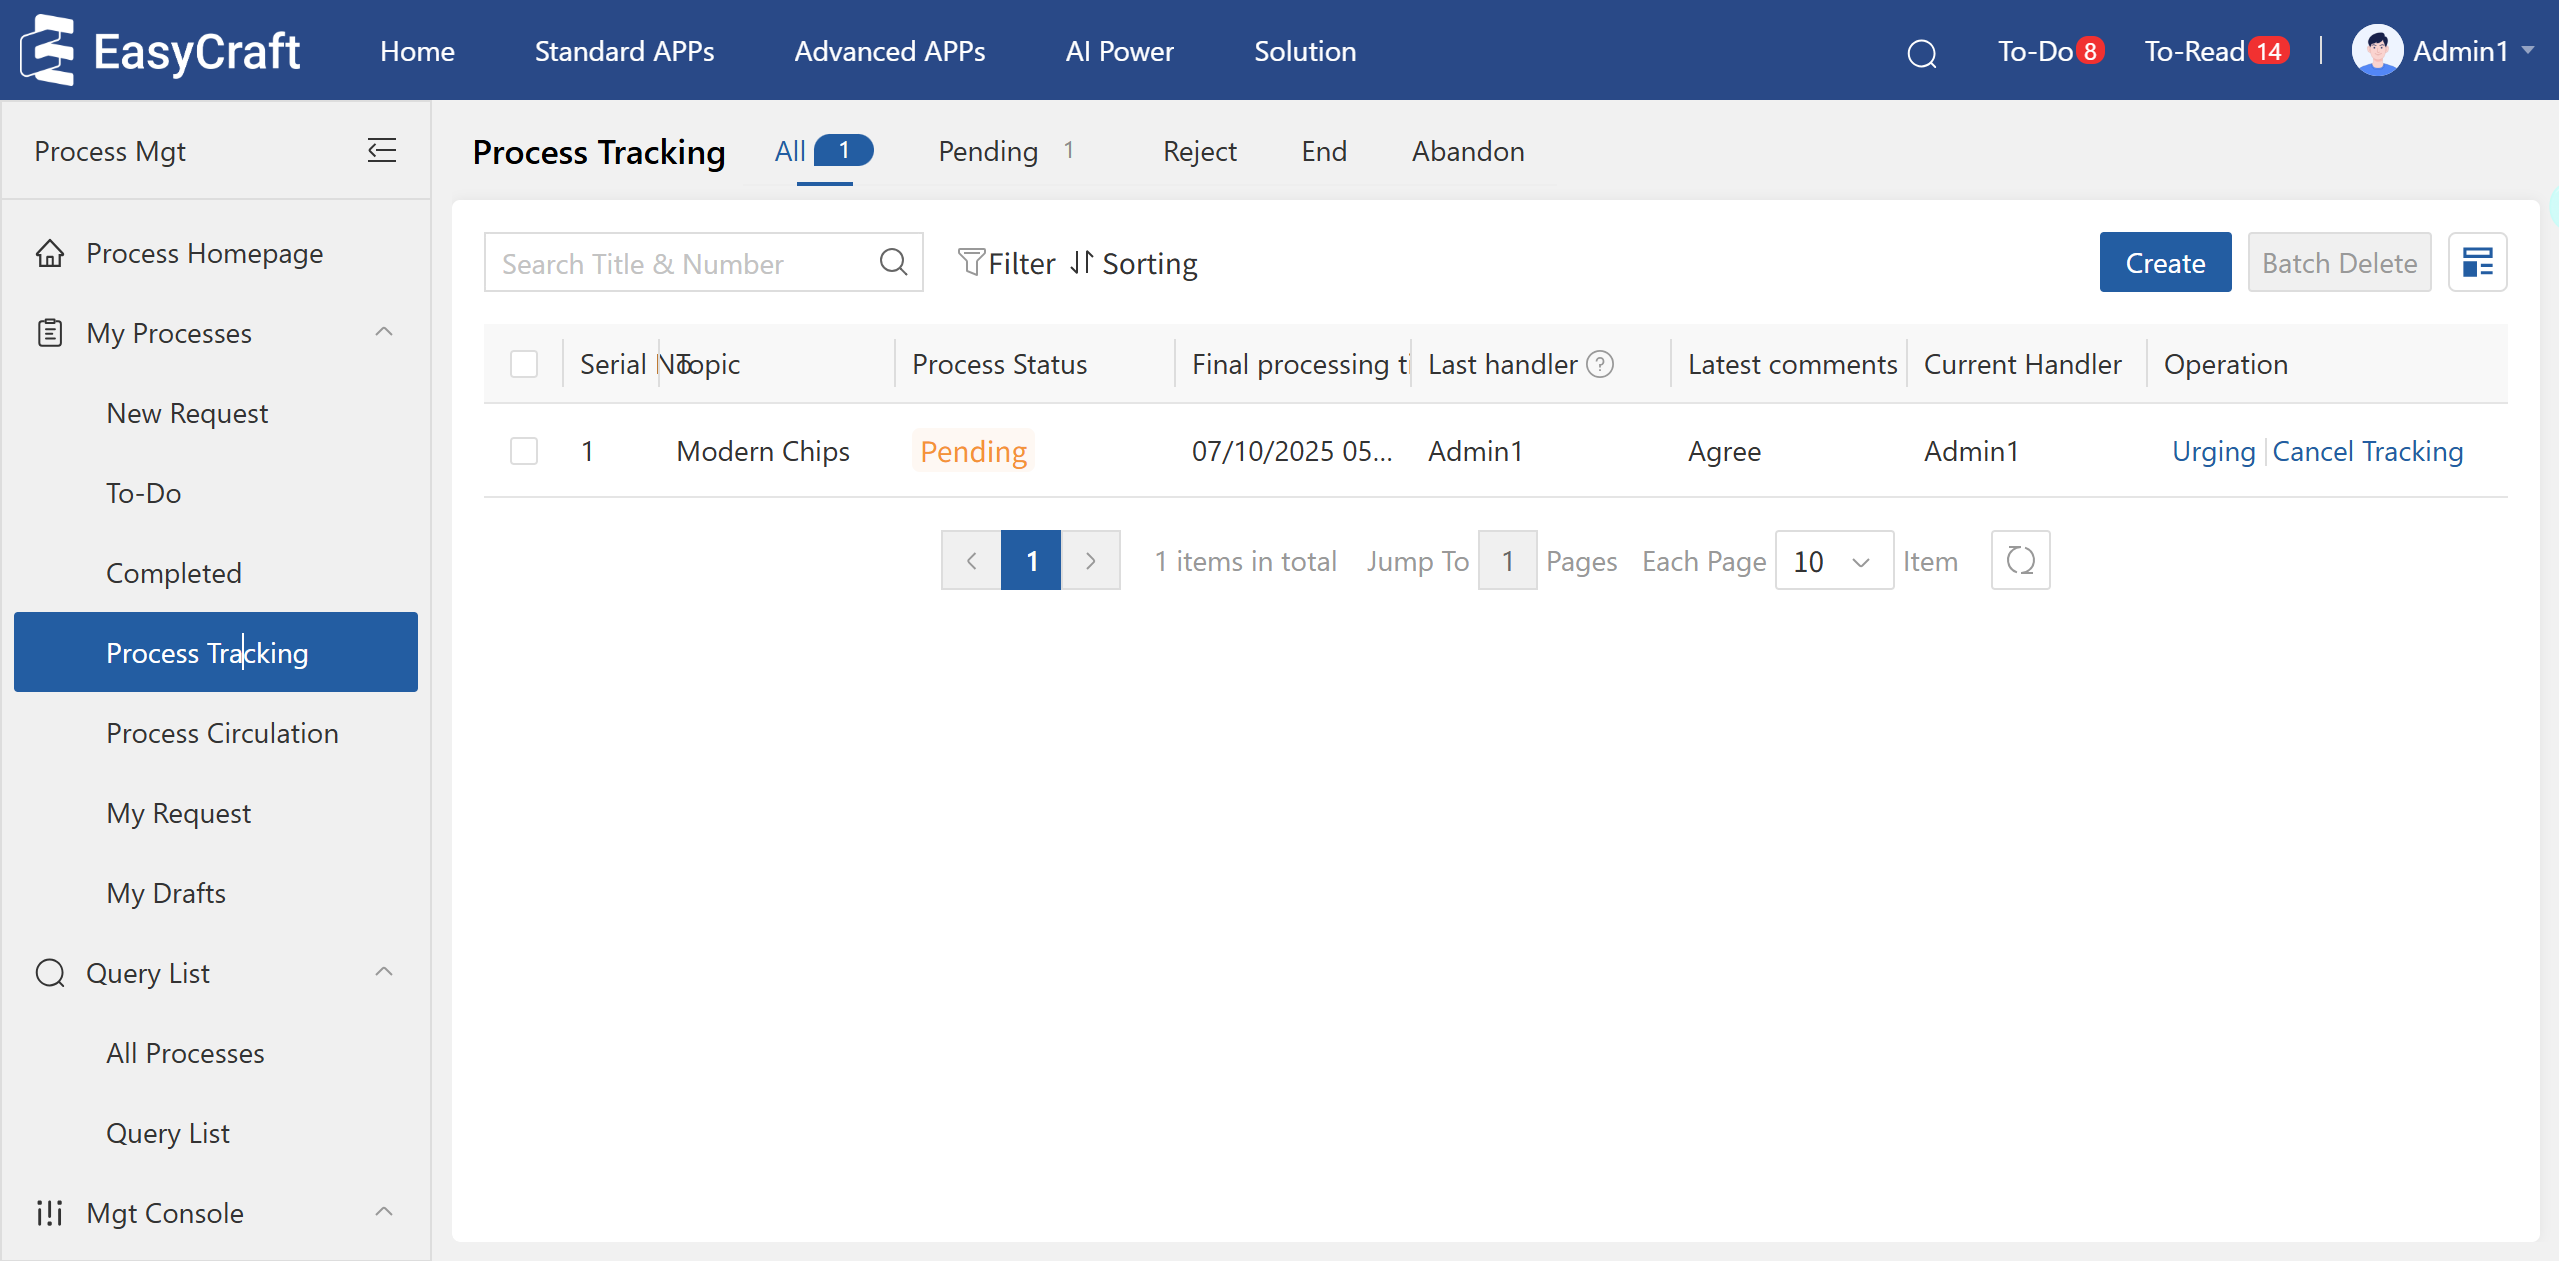 EasyCraft Home Standard APPs Advanced APPs AI Power Solution To-Do 8 To-Read 14 Admin1
Process Mgt
Process Homepage
My Processes
New Request
To-Do
Completed
Process Tracking
Process Circulation
My Request
My Drafts
Query List
All Processes
Query List
Mgt Console
Process Tracking All 1 Pending 1 Reject End Abandon
Search Title & Number Filter Sorting Create Batch Delete
Serial No. Topic Process Status Final processing ti Last handler ? Latest comments Current Handler Operation
1 Modern Chips Pending 07/10/2025 05... Admin1 Agree Admin1 Urging Cancel Tracking
1 1 items in total Jump To 1 Pages Each Page 10 Item